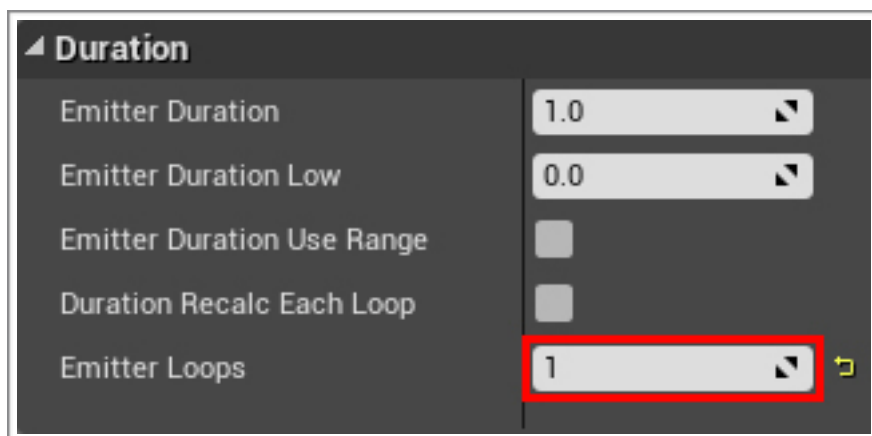 Duration
Emitter Duration 1.0
Emitter Duration Low 0.0
Emitter Duration Use Range
Duration Recalc Each Loop
Emitter Loops 1